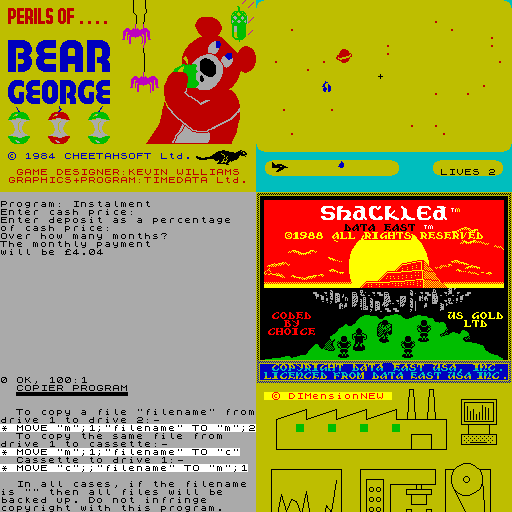 PERILS OF ....
BEAR
GEORGE
© 1984 CHEETAHSOFT Ltd.
GAME DESIGNER:KEVIN WILLIAMS
GRAPHICS+PROGRAM:TIMEDATA Ltd.
LIVES 2
Program: Instalment
Enter cash price:
Enter deposit as a percentage
of cash price:
Over how many months?
The monthly payment
will be £4.04
0 OK, 100:1
COPIER PROGRAM
To copy a file "filename" from
drive 1 to drive 2:-
* MOVE "m";1;"filename" TO "m";2
To copy the same file from
drive 1 to cassette:-
* MOVE "m";1;"filename" TO "c"
Cassette to drive 1:-
* MOVE "c";;"filename" TO "m";1
In all cases, if the filename
is "" then all files will be
backed up. Do not infringe
copyright with this program.
SHACKLED™
DATA EAST ™
©1988 ALL RIGHTS RESERVED
CODED
BY
CHOICE
US GOLD
LTD
COPYRIGHT DATA EAST USA, INC.
LICENCED FROM DATA EAST USA INC.
© DIMensionNEW